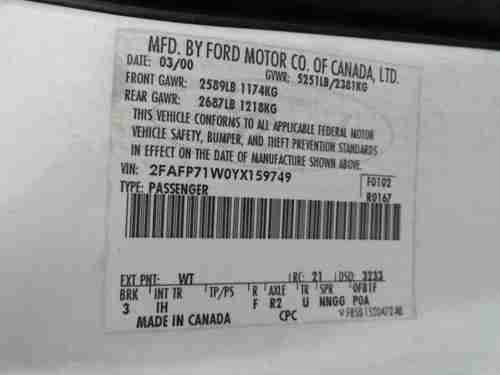 MFD. BY FORD MOTOR CO. OF CANADA, LTD.
DATE: 03/00 GVWR: 5251LB/2381KG
FRONT GAWR: 2589LB 1174KG
REAR GAWR: 2687LB 1218KG
THIS VEHICLE CONFORMS TO ALL APPLICABLE FEDERAL MOTOR
VEHICLE SAFETY, BUMPER, AND THEFT STANDARDS
IN EFFECT ON THE DATE OF MANUFACTURE SHOWN ABOVE.
VIN: 2FAFP71W0YX159749 F0102
TYPE: PASSENGER R0167
EXT PNT: WT RC: 21 DSO: 3233
BRK INT TR TP/PS R AXLE TR SPR 0F81F
3 IH F R2 U NNGG P0A
MADE IN CANADA CPC